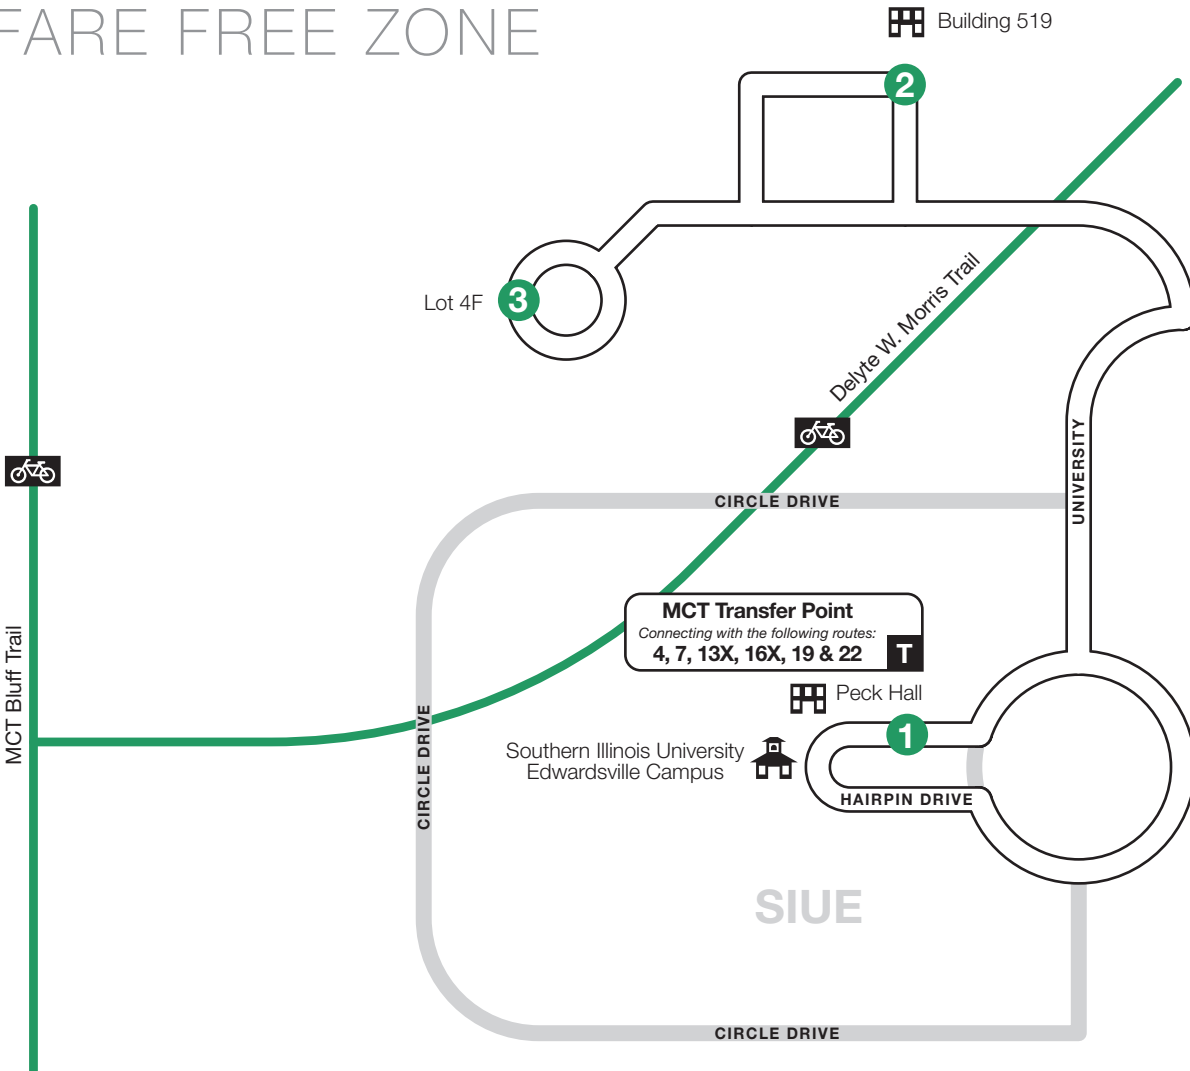 FARE FREE ZONE
Building 519
2
Delyte W. Morris Trail
Lot 4F
3
UNIVERSITY
CIRCLE DRIVE
MCT Transfer Point
Connecting with the following routes:
4, 7, 13X, 16X, 19 & 22
T
MCT Bluff Trail
Peck Hall
1
Southern Illinois University
Edwardsville Campus
CIRCLE DRIVE
HAIRPIN DRIVE
SIUE
CIRCLE DRIVE